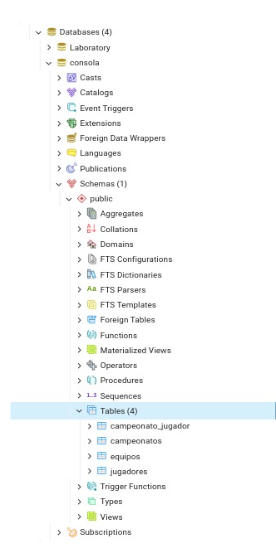 Databases (4)
Laboratory
consola
Casts
Catalogs
Event Triggers
Extensions
Foreign Data Wrappers
Languages
Publications
Schemas (1)
public
Aggregates
Collations
Domains
FTS Configurations
FTS Dictionaries
Aa FTS Parsers
FTS Templates
Foreign Tables
Functions
Materialized Views
Operators
Procedures
1..3 Sequences
Tables (4)
campeonato_jugador
campeonatos
equipos
jugadores
Trigger Functions
Types
Views
Subscriptions